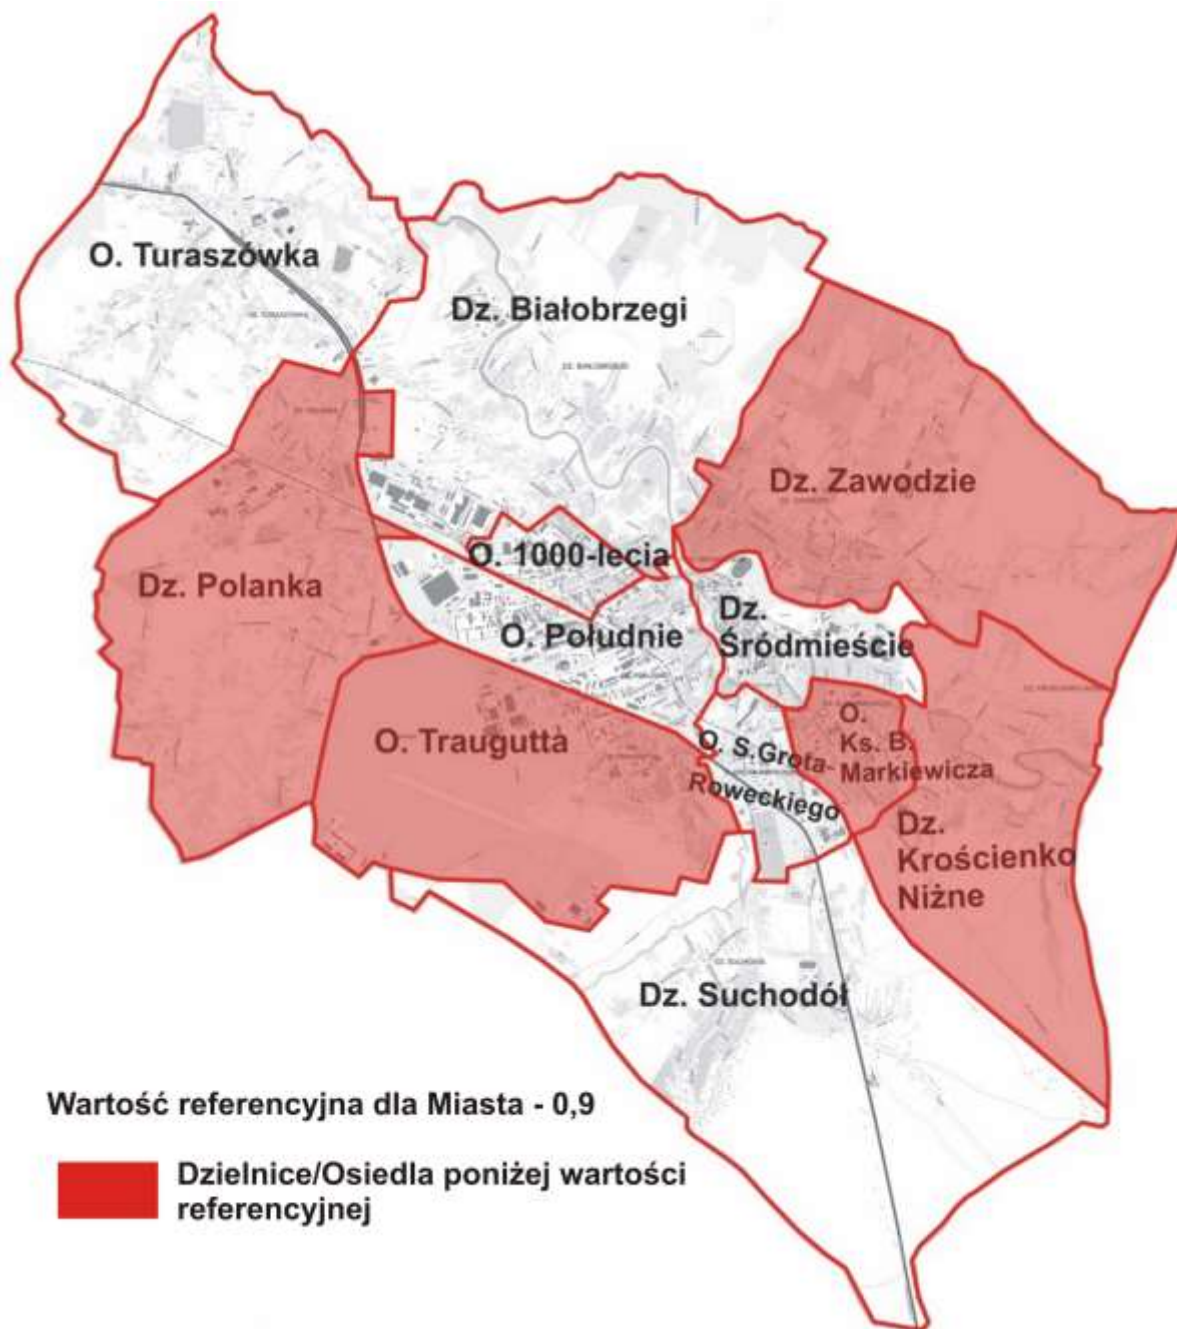 O. Turaszówka
Dz. Białobrzegi
Dz. Zawodzie
O. 1000-lecia
Dz. Polanka
Dz.
Śródmieście
O. Południe
O. Traugutta
O. S.Grota-
Roweckiego
O.
Ks. B.
Markiewicza
Dz.
Krościenko
Niżne
Dz. Suchodół
Wartość referencyjna dla Miasta - 0,9
Dzielnice/Osiedla poniżej wartości
referencyjnej